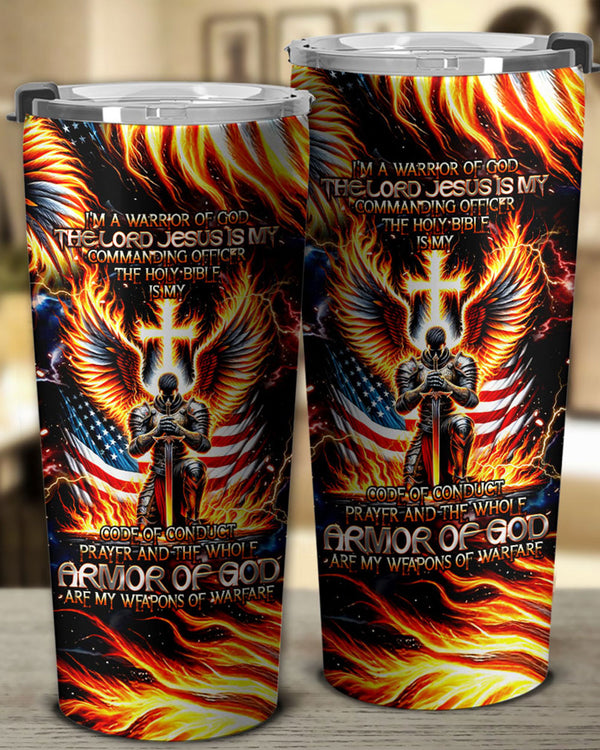 I'M A WARRIOR OF GOD
THE LORD JESUS IS MY
COMMANDING OFFICER
THE HOLY BIBLE
IS MY
CODE OF CONDUCT
PRAYER AND THE WHOLE
ARMOR OF GOD
ARE MY WEAPONS OF WARFARE
I'M A WARRIOR OF GOD
THE LORD JESUS IS MY
COMMANDING OFFICER
THE HOLY BIBLE
IS MY
CODE OF CONDUCT
PRAYER AND THE WHOLE
ARMOR OF GOD
ARE MY WEAPONS OF WARFARE